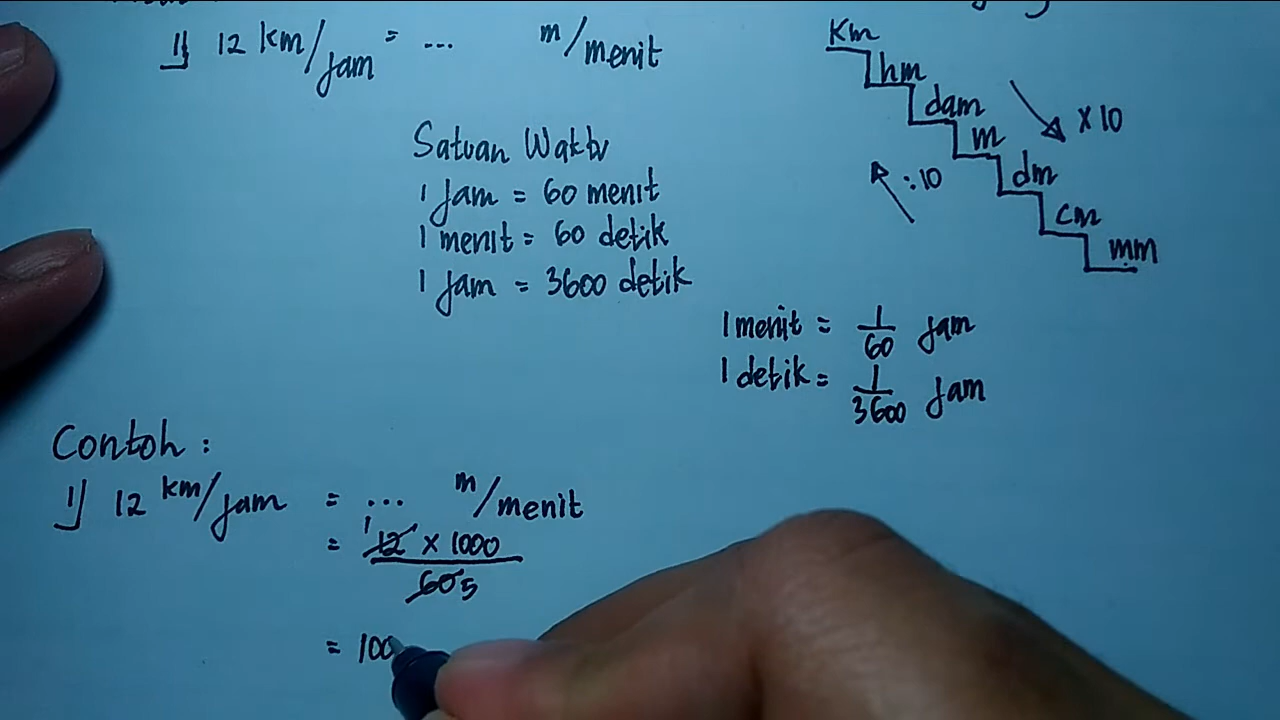 1) 12 km/jam = ... m/menit
Km
hm
dam
m
dm
cm
mm
x 10
: 10
Satuan Waktu
1 jam = 60 menit
1 menit = 60 detik
1 jam = 3600 detik
1 menit = 1/60 jam
1 detik = 1/3600 jam
Contoh :
1) 12 km/jam = ... m/menit
1
= 12 x 1000
60 5
= 100